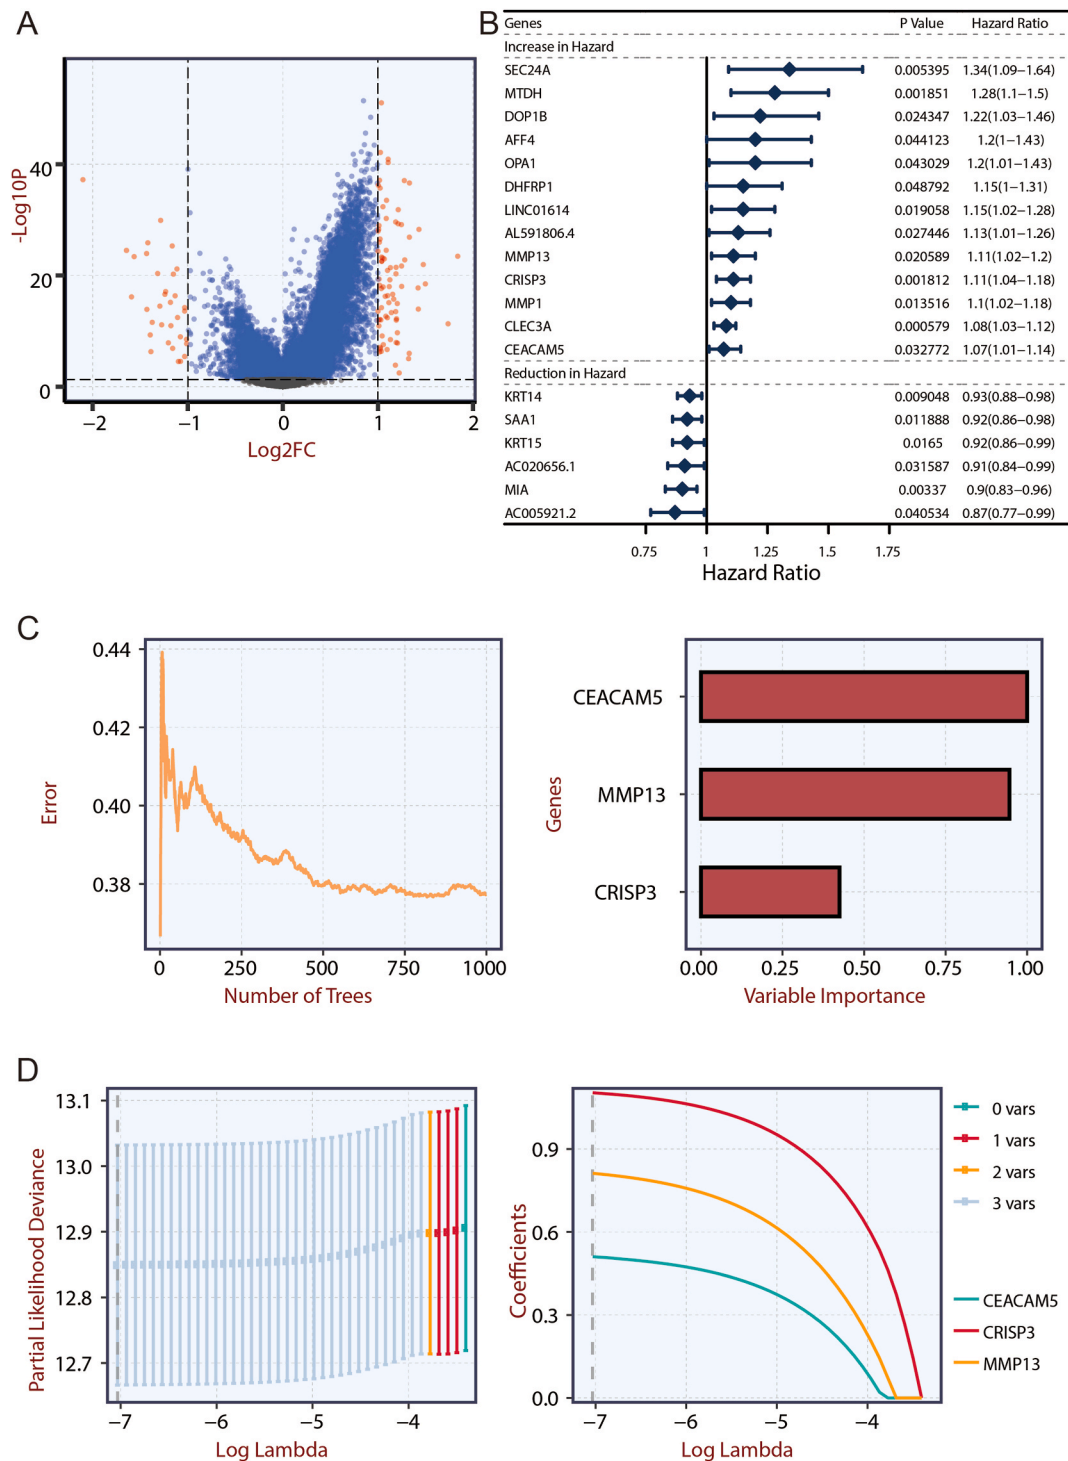 A
-Log10P
40
20
0
−2
−1
0
1
2
Log2FC
B
Genes P Value Hazard Ratio
Increase in Hazard
SEC24A 0.005395 1.34(1.09−1.64)
MTDH 0.001851 1.28(1.1−1.5)
DOP1B 0.024347 1.22(1.03−1.46)
AFF4 0.044123 1.2(1−1.43)
OPA1 0.043029 1.2(1.01−1.43)
DHFRP1 0.048792 1.15(1−1.31)
LINC01614 0.019058 1.15(1.02−1.28)
AL591806.4 0.027446 1.13(1.01−1.26)
MMP13 0.020589 1.11(1.02−1.2)
CRISP3 0.001812 1.11(1.04−1.18)
MMP1 0.013516 1.1(1.02−1.18)
CLEC3A 0.000579 1.08(1.03−1.12)
CEACAM5 0.032772 1.07(1.01−1.14)
Reduction in Hazard
KRT14 0.009048 0.93(0.88−0.98)
SAA1 0.011888 0.92(0.86−0.98)
KRT15 0.0165 0.92(0.86−0.99)
AC020656.1 0.031587 0.91(0.84−0.99)
MIA 0.00337 0.9(0.83−0.96)
AC005921.2 0.040534 0.87(0.77−0.99)
0.75 1 1.25 1.5 1.75
Hazard Ratio
C
Error
0.44
0.42
0.40
0.38
0 250 500 750 1000
Number of Trees
Genes
CEACAM5
MMP13
CRISP3
0.00 0.25 0.50 0.75 1.00
Variable Importance
D
Partial Likelihood Deviance
13.1
13.0
12.9
12.8
12.7
−7 −6 −5 −4
Log Lambda
Coefficients
0.9
0.6
0.3
0.0
−7 −6 −5 −4
Log Lambda
0 vars
1 vars
2 vars
3 vars
CEACAM5
CRISP3
MMP13